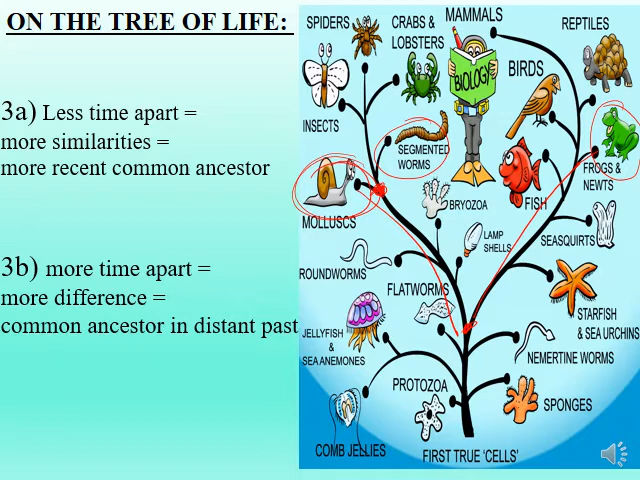 ON THE TREE OF LIFE:
3a) Less time apart =
more similarities =
more recent common ancestor
3b) more time apart =
more difference =
common ancestor in distant past
SPIDERS
CRABS &
LOBSTERS
MAMMALS
REPTILES
BIOLOGY
BIRDS
INSECTS
SEGMENTED
WORMS
FROGS &
NEWTS
MOLLUSCS
BRYOZOA
FISH
LAMP
SHELLS
SEASQUIRTS
ROUNDWORMS
FLATWORMS
STARFISH
& SEA URCHINS
JELLYFISH
&
SEA ANEMONES
NEMERTINE WORMS
PROTOZOA
SPONGES
COMB JELLIES
FIRST TRUE 'CELLS'